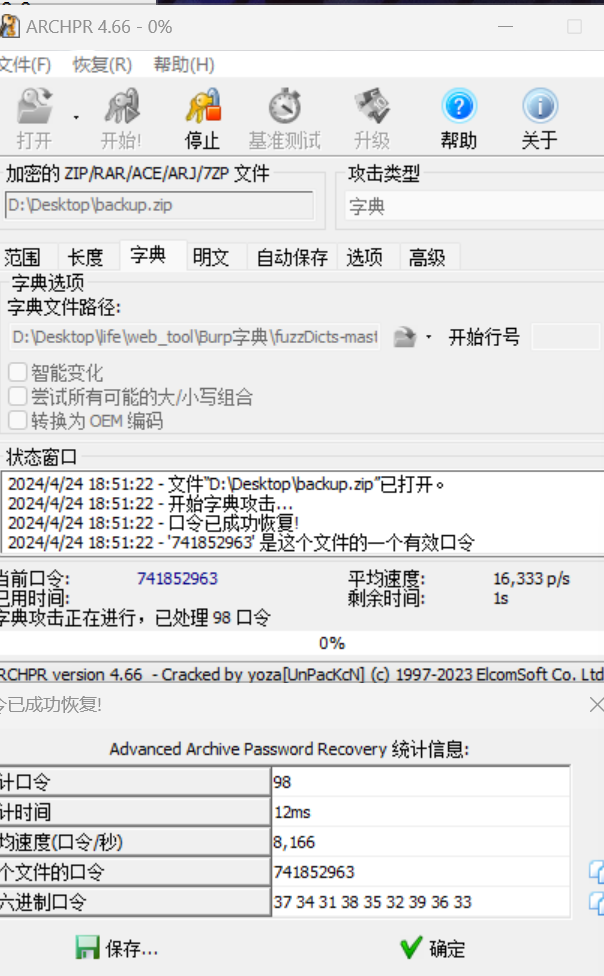 ARCHPR 4.66 - 0%
文件(F) 恢复(R) 帮助(H)
打开 开始! 停止 基准测试 升级 帮助 关于
加密的 ZIP/RAR/ACE/ARJ/7ZP 文件 攻击类型
D:\Desktop\backup.zip 字典
范围 长度 字典 明文 自动保存 选项 高级
字典选项
字典文件路径:
D:\Desktop\life\web_tool\Burp字典\fuzzDicts-mast 开始行号
智能变化
尝试所有可能的大/小写组合
转换为 OEM 编码
状态窗口
2024/4/24 18:51:22 - 文件"D:\Desktop\backup.zip"已打开。
2024/4/24 18:51:22 - 开始字典攻击...
2024/4/24 18:51:22 - 口令已成功恢复!
2024/4/24 18:51:22 - '741852963' 是这个文件的一个有效口令
当前口令: 741852963 平均速度: 16,333 p/s
已用时间: 剩余时间: 1s
字典攻击正在进行，已处理 98 口令
0%
RCHPR version 4.66 - Cracked by yoza[UnPacKcN] (c) 1997-2023 ElcomSoft Co. Ltd
令已成功恢复!
Advanced Archive Password Recovery 统计信息:
计口令 98
计时间 12ms
均速度(口令/秒) 8,166
个文件的口令 741852963
六进制口令 37 34 31 38 35 32 39 36 33
保存... 确定